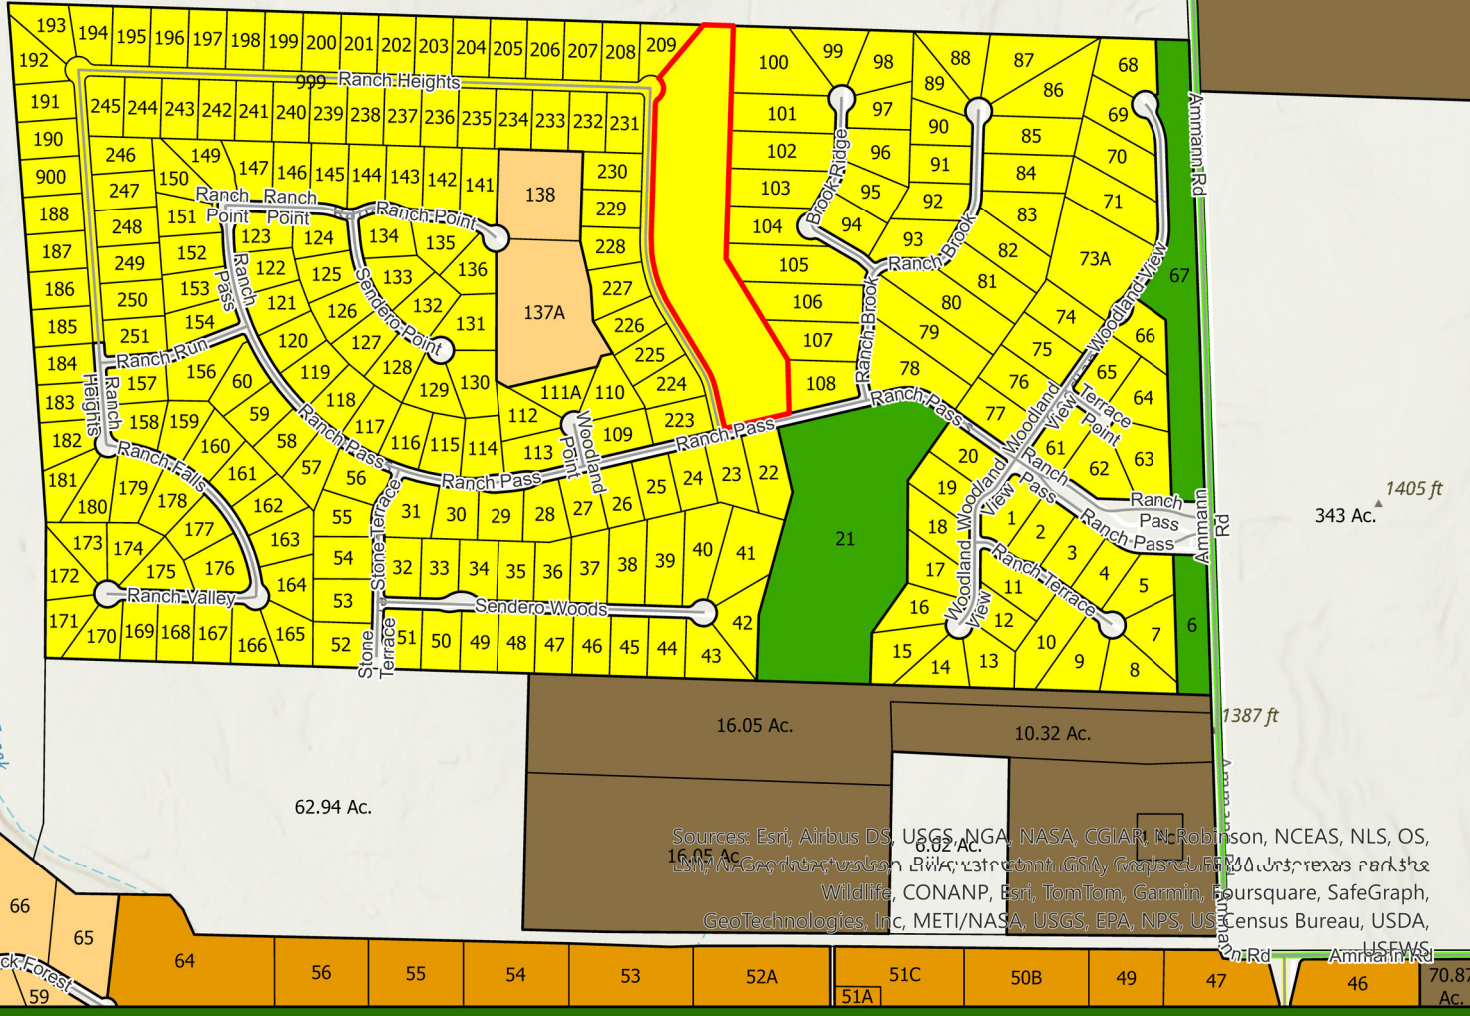 193 194 195 196 197 198 199 200 201 202 203 204 205 206 207 208 209
100 99 98 88 87 68
192 89 86 69
999 Ranch Heights
191 245 244 243 242 241 240 239 238 237 236 235 234 233 232 231
101 97 90 85
190 246 149 147 146 145 144 143 142 141 138 230
102 96 91 84 70
900 247 150
103 95 92 71
188 248 151
Ranch Point
Ranch Point
Ranch Point
229 104 94 93 83
Brook Ridge
187 249 152 123 124 134 135 228
105 Ranch Brook 82 73A 67
186 250 153 122 125 133 136 227
106 81 80
Ranch Pass
Sendero Point
185 251 154 121 126 132 131 137A 226
107 79 74 66
Ranch Brook
Woodland View
Ammann Rd
184 Ranch Run 120 127 225
108 78 75 65
183 157 156 60 119 128 129 130 111A 110 224
76 64
Ranch Heights
182 158 159 59 118 112 109 223
Ranch Pass
Ranch Pass
77 Terrace Point
Woodland View
Ranch Falls 160 58 117 116 115 114 113
Woodland Point
Ranch Pass
Ranch Pass
61 62 63
181 179 161 57 56 24 23 22 20
180 178 162 55 31 30 29 28 27 26 25 19
Ranch Pass
Ranch Pass
Ranch Pass
Ammann Rd
173 174 177 163 54 Stone Terrace
21 18 Woodland View 1 2 3
172 175 176 164 32 33 34 35 36 37 38 39 40 41
17 11 4 5
Ranch Terrace
Ranch Valley 53 Sendero Woods
16 12 Woodland View
171 170 169 168 167 166 165 52 51 50 49 48 47 46 45 44 43 42
15 14 13 10 9 8 7 6
Stone Terrace
1405 ft
343 Ac.
1387 ft
16.05 Ac.
10.32 Ac.
62.94 Ac.
16.05 Ac.
6.02 Ac.
Sources: Esri, Airbus DS, USGS, NGA, NASA, CGIAR, N Robinson, NCEAS, NLS, OS,
Wildlife, CONANP, Esri, TomTom, Garmin, Foursquare, SafeGraph,
GeoTechnologies, Inc, METI/NASA, USGS, EPA, NPS, US Census Bureau, USDA,
USFWS
66 65 64 56 55 54 53 52A 51C 50B 49 47 46
Ammann Rd
70.87 Ac.
ck Forest
59
51A